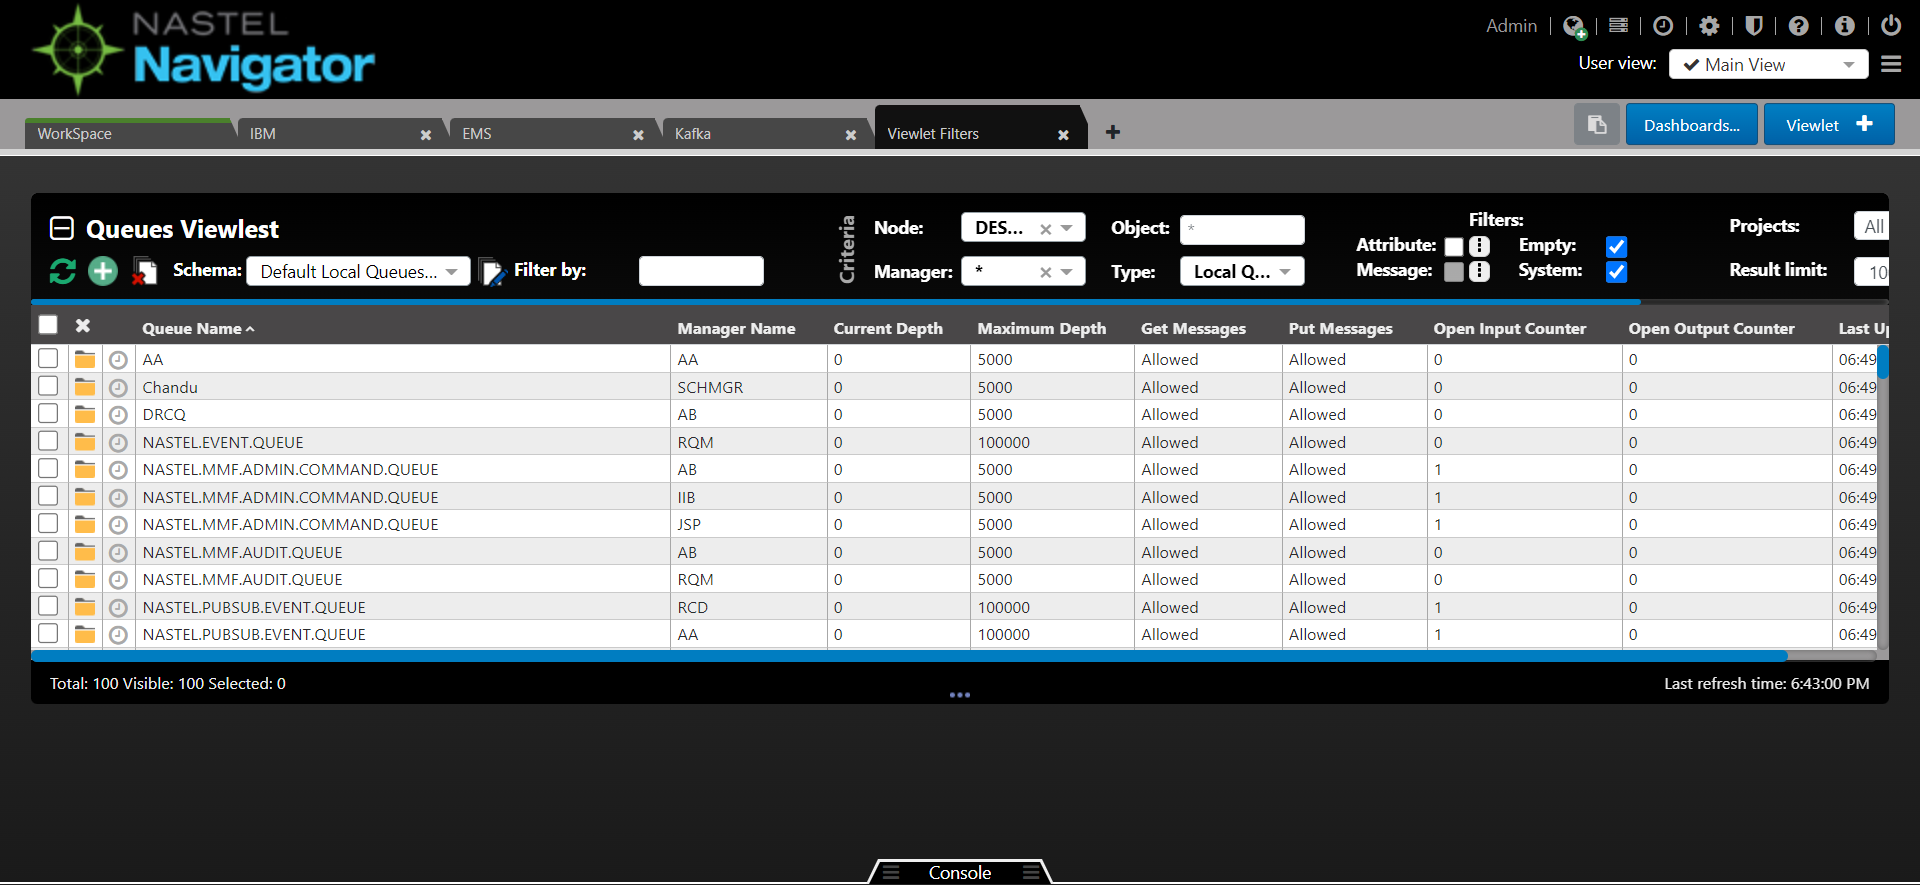 NASTEL
Navigator
Admin
User view: Main View
WorkSpace IBM EMS Kafka Viewlet Filters
Dashboards... Viewlet
Queues Viewlest
Schema: Default Local Queues... Filter by:
Criteria
Node: DES... Object: *
Manager: * Type: Local Q...
Filters:
Attribute: Empty:
Message: System:
Projects: All
Result limit: 10
Queue Name Manager Name Current Depth Maximum Depth Get Messages Put Messages Open Input Counter Open Output Counter Last Up
AA AA 0 5000 Allowed Allowed 0 0 06:49
Chandu SCHMGR 0 5000 Allowed Allowed 0 0 06:49
DRCQ AB 0 5000 Allowed Allowed 0 0 06:49
NASTEL.EVENT.QUEUE RQM 0 100000 Allowed Allowed 0 0 06:49
NASTEL.MMF.ADMIN.COMMAND.QUEUE AB 0 5000 Allowed Allowed 1 0 06:49
NASTEL.MMF.ADMIN.COMMAND.QUEUE IIB 0 5000 Allowed Allowed 1 0 06:49
NASTEL.MMF.ADMIN.COMMAND.QUEUE JSP 0 5000 Allowed Allowed 1 0 06:49
NASTEL.MMF.AUDIT.QUEUE AB 0 5000 Allowed Allowed 0 0 06:49
NASTEL.MMF.AUDIT.QUEUE RQM 0 5000 Allowed Allowed 0 0 06:49
NASTEL.PUBSUB.EVENT.QUEUE RCD 0 100000 Allowed Allowed 1 0 06:49
NASTEL.PUBSUB.EVENT.QUEUE AA 0 100000 Allowed Allowed 1 0 06:49
Total: 100 Visible: 100 Selected: 0
Last refresh time: 6:43:00 PM
Console